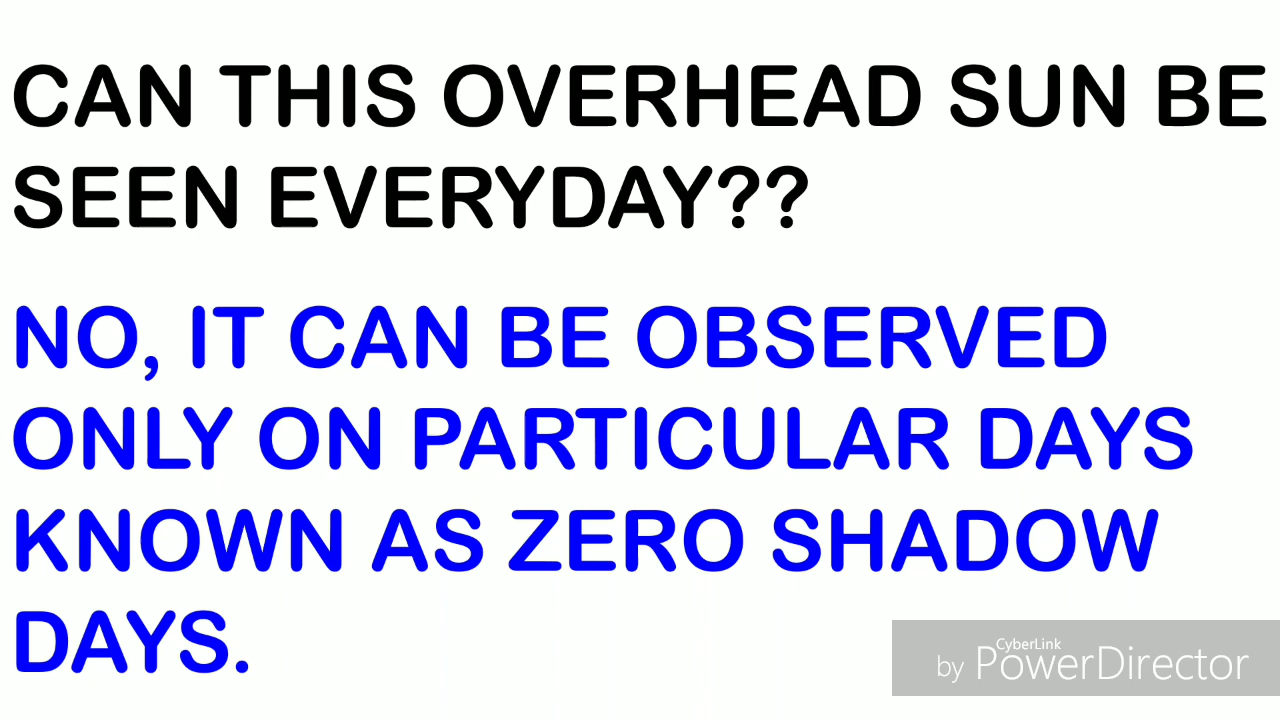 CAN THIS OVERHEAD SUN BE
SEEN EVERYDAY??
NO, IT CAN BE OBSERVED
ONLY ON PARTICULAR DAYS
KNOWN AS ZERO SHADOW
DAYS.
CyberLink
by PowerDirector